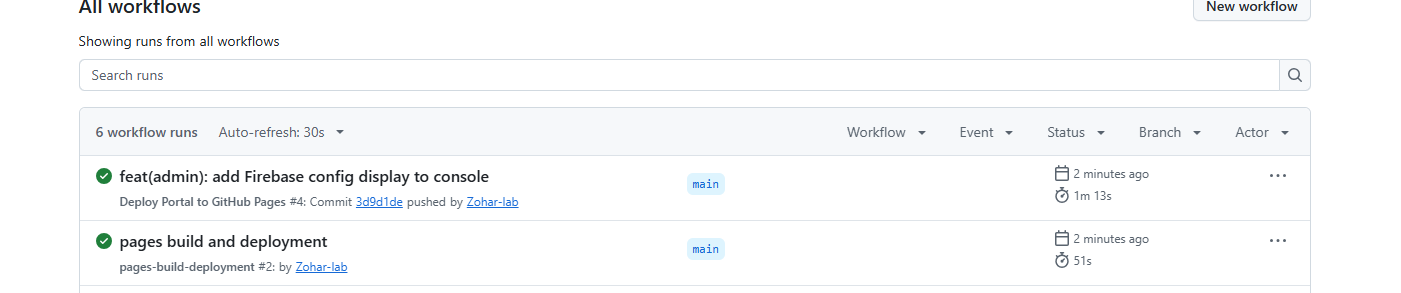 All workflows
New workflow
Showing runs from all workflows
Search runs
6 workflow runs Auto-refresh: 30s Workflow Event Status Branch Actor
feat(admin): add Firebase config display to console main 2 minutes ago
Deploy Portal to GitHub Pages #4: Commit 3d9d1de pushed by Zohar-lab 1m 13s
pages build and deployment main 2 minutes ago
pages-build-deployment #2: by Zohar-lab 51s